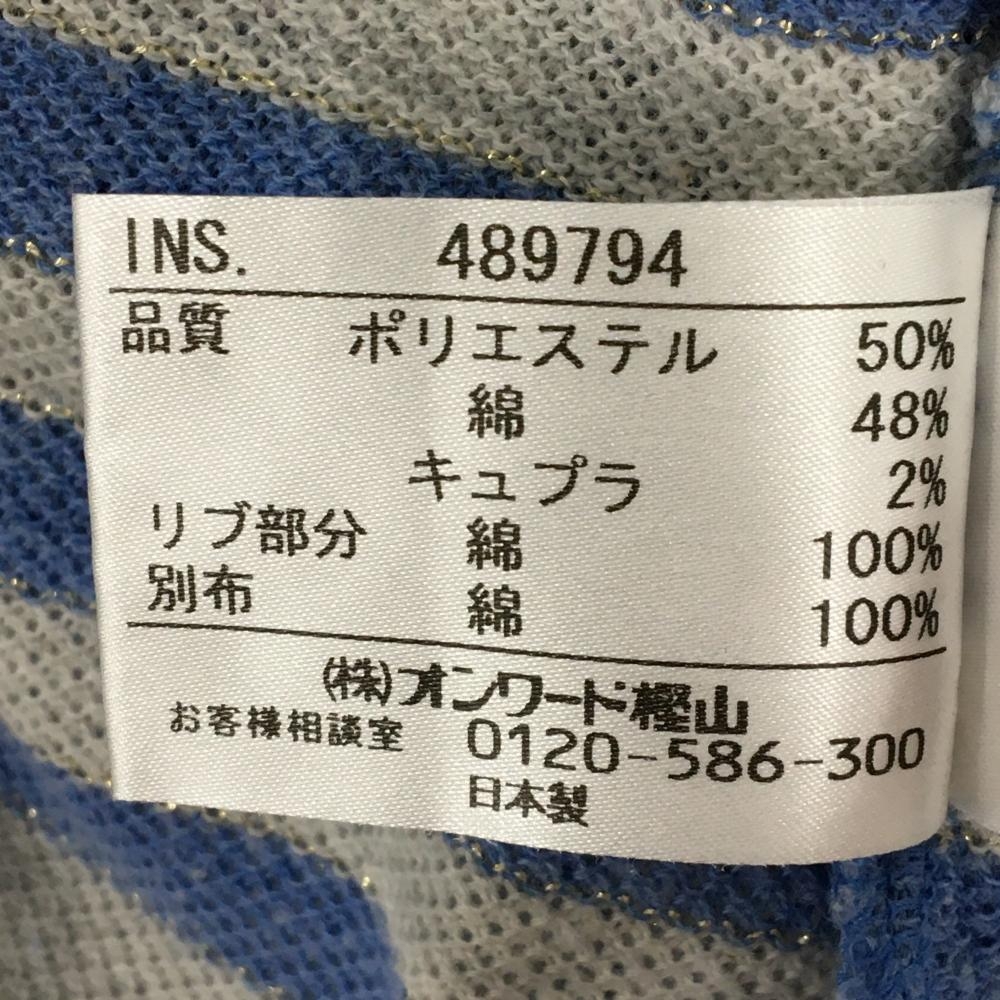 INS. 489794
品質 ポリエステル 50%
綿 48%
キュプラ 2%
リブ部分 綿 100%
別布 綿 100%
(株)オンワード樫山
お客様相談室 0120-586-300
日本製